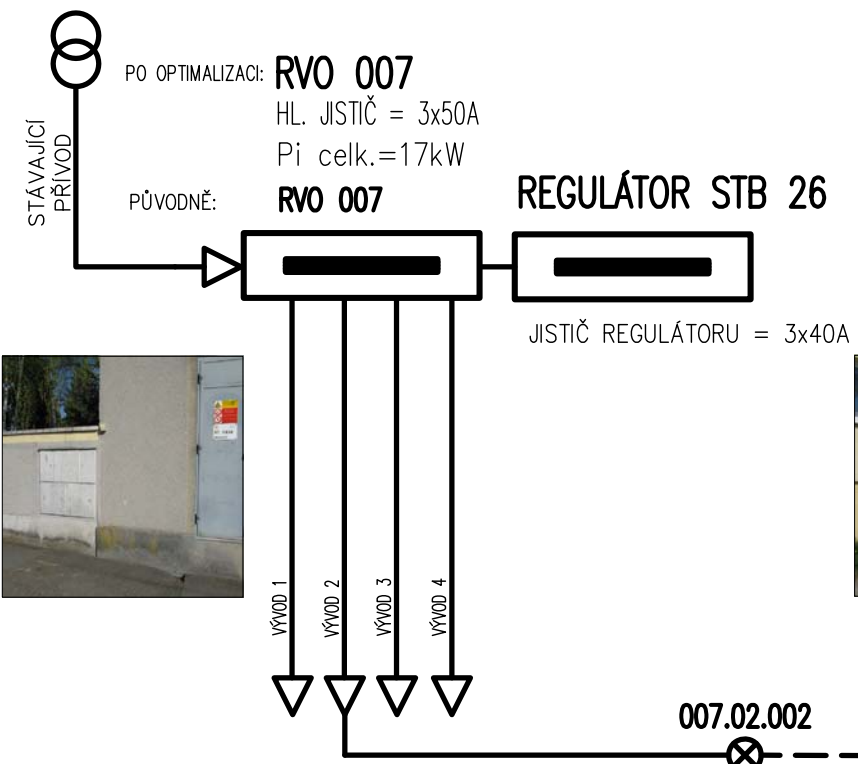 PO OPTIMALIZACI: RVO 007
HL. JISTIČ = 3x50A
Pi celk.=17kW
PŮVODNĚ: RVO 007
STÁVAJÍCÍ
PŘÍVOD
REGULÁTOR STB 26
JISTIČ REGULÁTORU = 3x40A
VÝVOD 1
VÝVOD 2
VÝVOD 3
VÝVOD 4
007.02.002